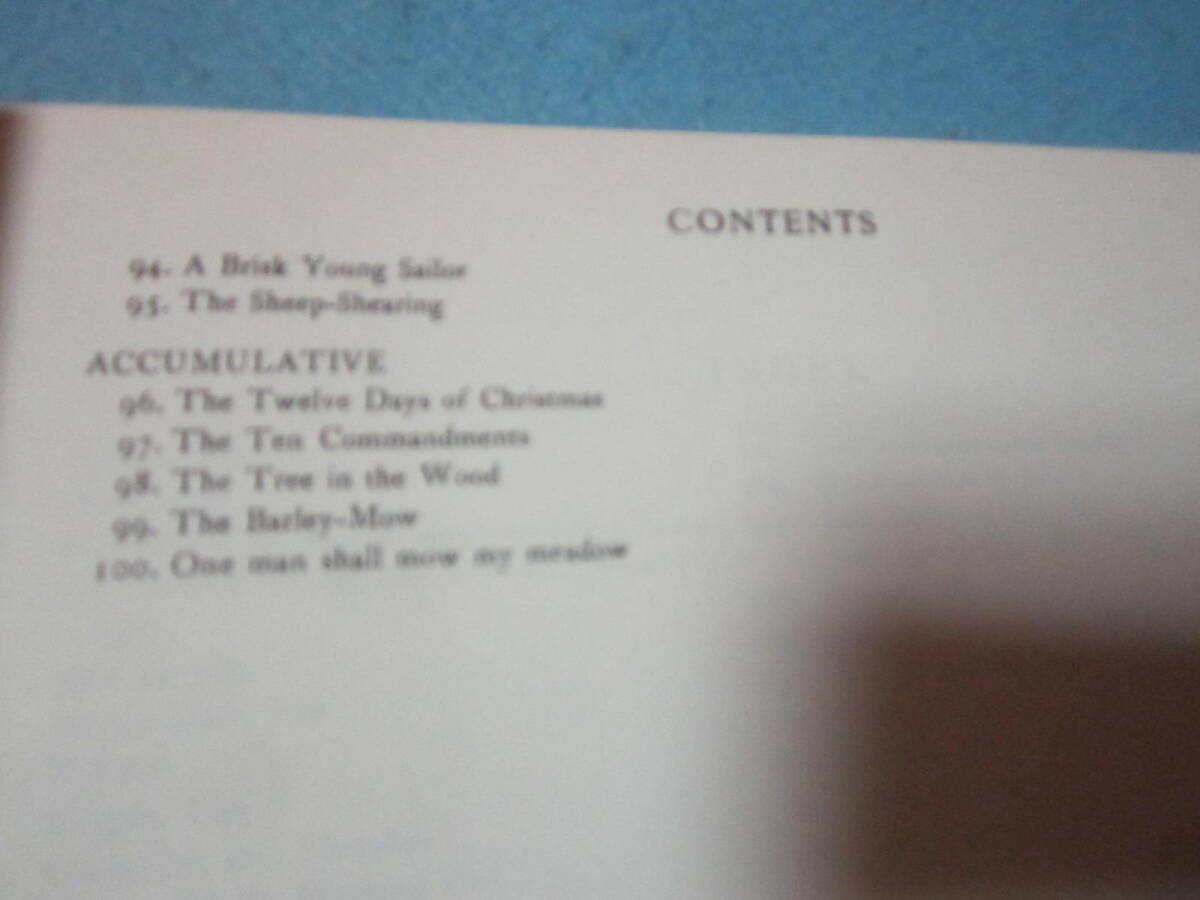 CONTENTS
94. A Brisk Young Sailor
95. The Sheep-Shearing
ACCUMULATIVE
96. The Twelve Days of Christmas
97. The Ten Commandments
98. The Tree in the Wood
99. The Barley-Mow
100. One man shall mow my meadow